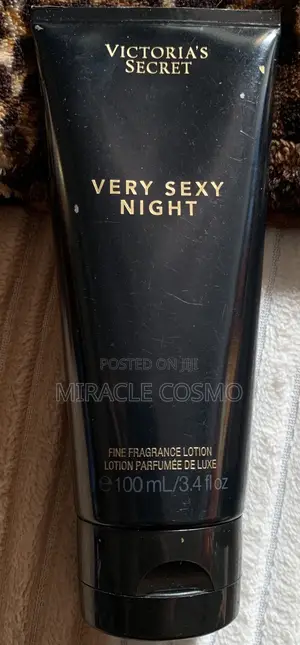 VICTORIA'S
SECRET
VERY SEXY
NIGHT
POSTED ON JIJI
MIRACLE COSMO
FINE FRAGRANCE LOTION
LOTION PARFUMÉE DE LUXE
℮ 100 mL/3.4 fl oz